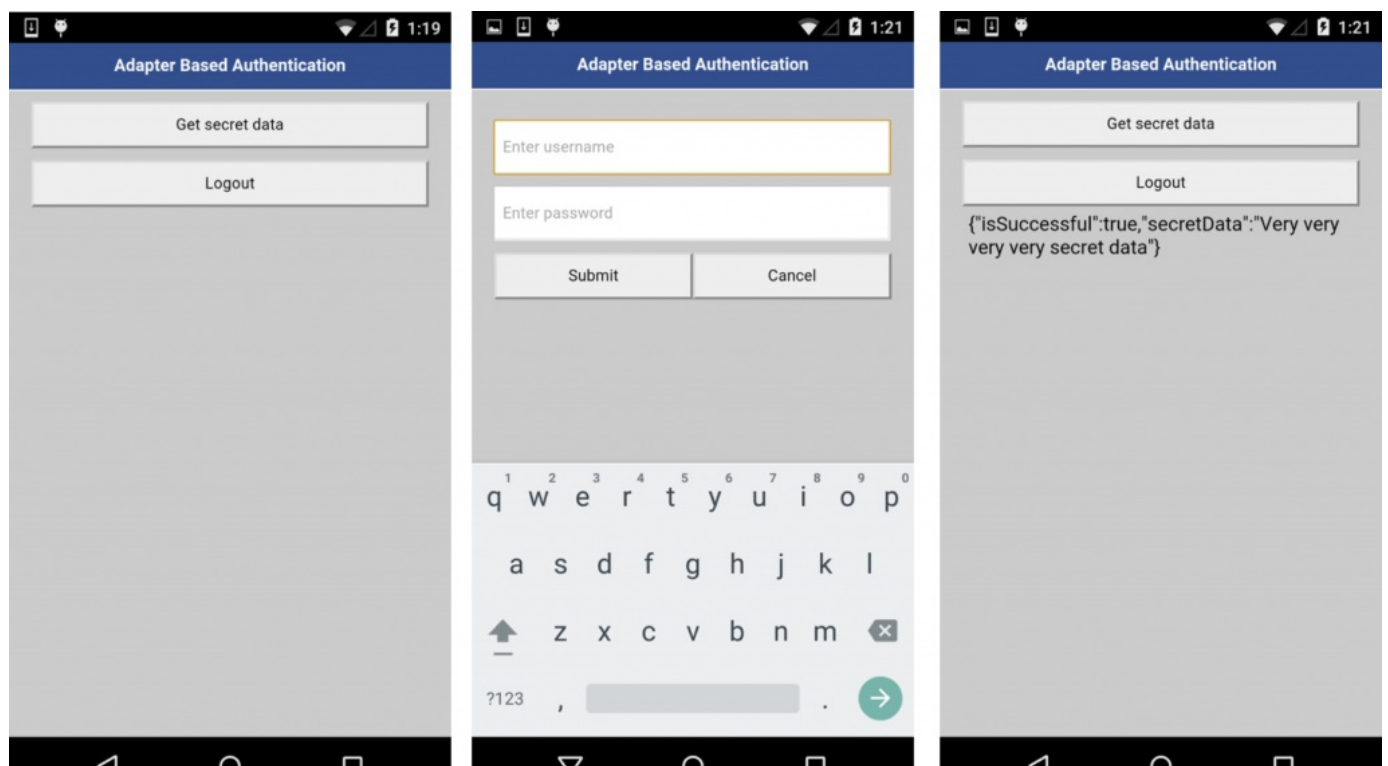 1:19
Adapter Based Authentication
Get secret data
Logout
1:21
Adapter Based Authentication
Enter username
Enter password
Submit
Cancel
1 2 3 4 5 6 7 8 9 0
q w e r t y u i o p
a s d f g h j k l
z x c v b n m
?123 , .
1:21
Adapter Based Authentication
Get secret data
Logout
{"isSuccessful":true,"secretData":"Very very
very very secret data"}